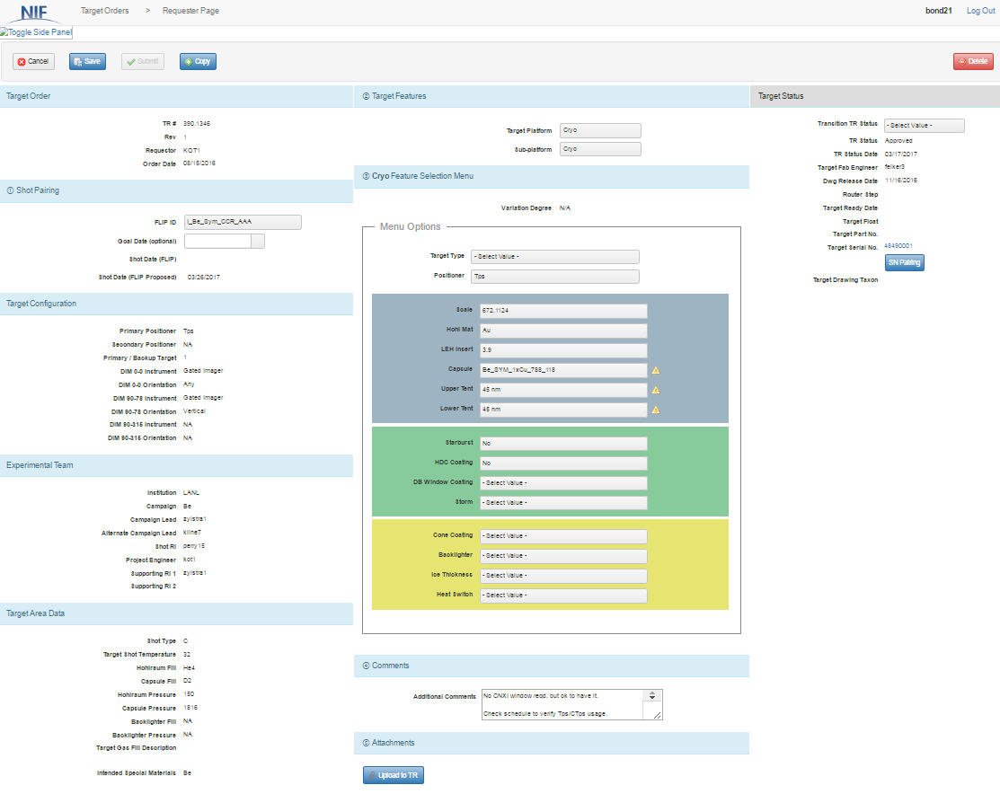 NIF
Target Orders > Requester Page
bond21 Log Out
Toggle Side Panel
Cancel Save Submit Copy Delete
Target Order
TR # 390.1346
Rev 1
Requestor KOT1
Order Date 08/15/2016
① Shot Pairing
FLIP ID I_Be_Sym_CCR_AAA
Goal Date (optional)
Shot Date (FLIP)
Shot Date (FLIP Proposed) 03/26/2017
Target Configuration
Primary Positioner Tps
Secondary Positioner NA
Primary / Backup Target 1
DIM 0-0 Instrument Gated Imager
DIM 0-0 Orientation Any
DIM 90-78 Instrument Gated Imager
DIM 90-78 Orientation Vertical
DIM 90-315 Instrument NA
DIM 90-315 Orientation NA
Experimental Team
Institution LANL
Campaign Be
Campaign Lead zylstra1
Alternate Campaign Lead kline7
Shot RI perry15
Project Engineer kot1
Supporting RI 1 zylstra1
Supporting RI 2
Target Area Data
Shot Type C
Target Shot Temperature 32
Hohlraum Fill He4
Capsule Fill D2
Hohlraum Pressure 150
Capsule Pressure 1816
Backlighter Fill NA
Backlighter Pressure NA
Target Gas Fill Description
Intended Special Materials Be
② Target Features
Target Platform Cryo
Sub-platform Cryo
③ Cryo Feature Selection Menu
Variation Degree N/A
Menu Options
Target Type - Select Value -
Positioner Tps
Scale 672.1124
Hohl Mat Au
LEH Insert 3.9
Capsule Be_SYM_1xCu_788_118
Upper Tent 45 nm
Lower Tent 45 nm
Starburst No
HDC Coating No
DB Window Coating - Select Value -
Storm - Select Value -
Cone Coating - Select Value -
Backlighter - Select Value -
Ice Thickness - Select Value -
Heat Switch - Select Value -
④ Comments
Additional Comments No CNXI window reqd, but ok to have it.
Check schedule to verify Tps/CTps usage.
⑤ Attachments
Upload to TR
Target Status
Transition TR Status - Select Value -
TR Status Approved
TR Status Date 03/17/2017
Target Fab Engineer felker3
Dwg Release Date 11/16/2016
Router Step
Target Ready Date
Target Float
Target Part No.
Target Serial No. 48490001
SN Pairing
Target Drawing Taxon